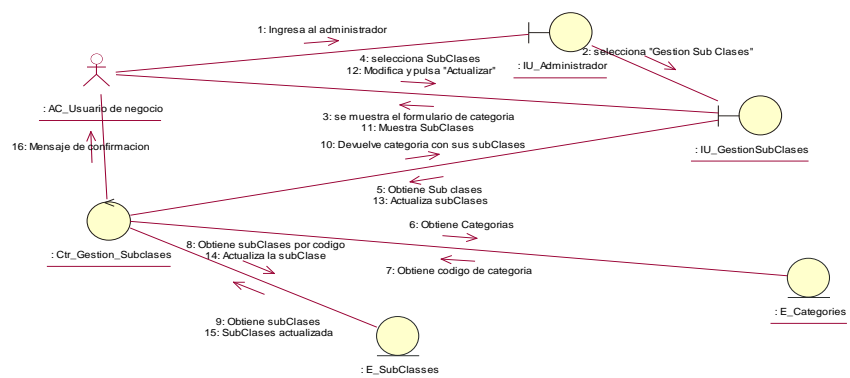 1: Ingresa al administrador
2: selecciona "Gestion Sub Clases"
4: selecciona SubClases
12: Modifica y pulsa "Actualizar"
: IU_Administrador
: AC_Usuario de negocio
3: se muestra el formulario de categoria
11: Muestra SubClases
16: Mensaje de confirmacion
10: Devuelve categoria con sus subClases
: IU_GestionSubClases
5: Obtiene Sub clases
13: Actualiza subClases
6: Obtiene Categorias
8: Obtiene subClases por codigo
14: Actualiza la subClase
: Ctr_Gestion_Subclases
7: Obtiene codigo de categoria
: E_Categories
9: Obtiene subClases
15: SubClases actualizada
: E_SubClasses